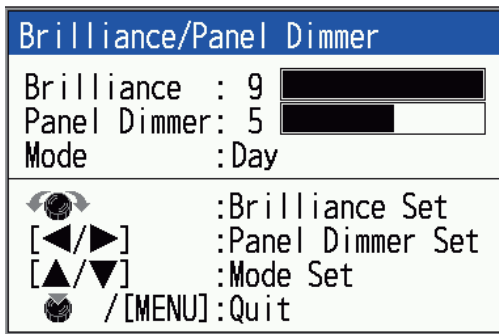 Brilliance/Panel Dimmer
Brilliance : 9
Panel Dimmer: 5
Mode :Day
:Brilliance Set
[◀/▶] :Panel Dimmer Set
[▲/▼] :Mode Set
/[MENU]:Quit